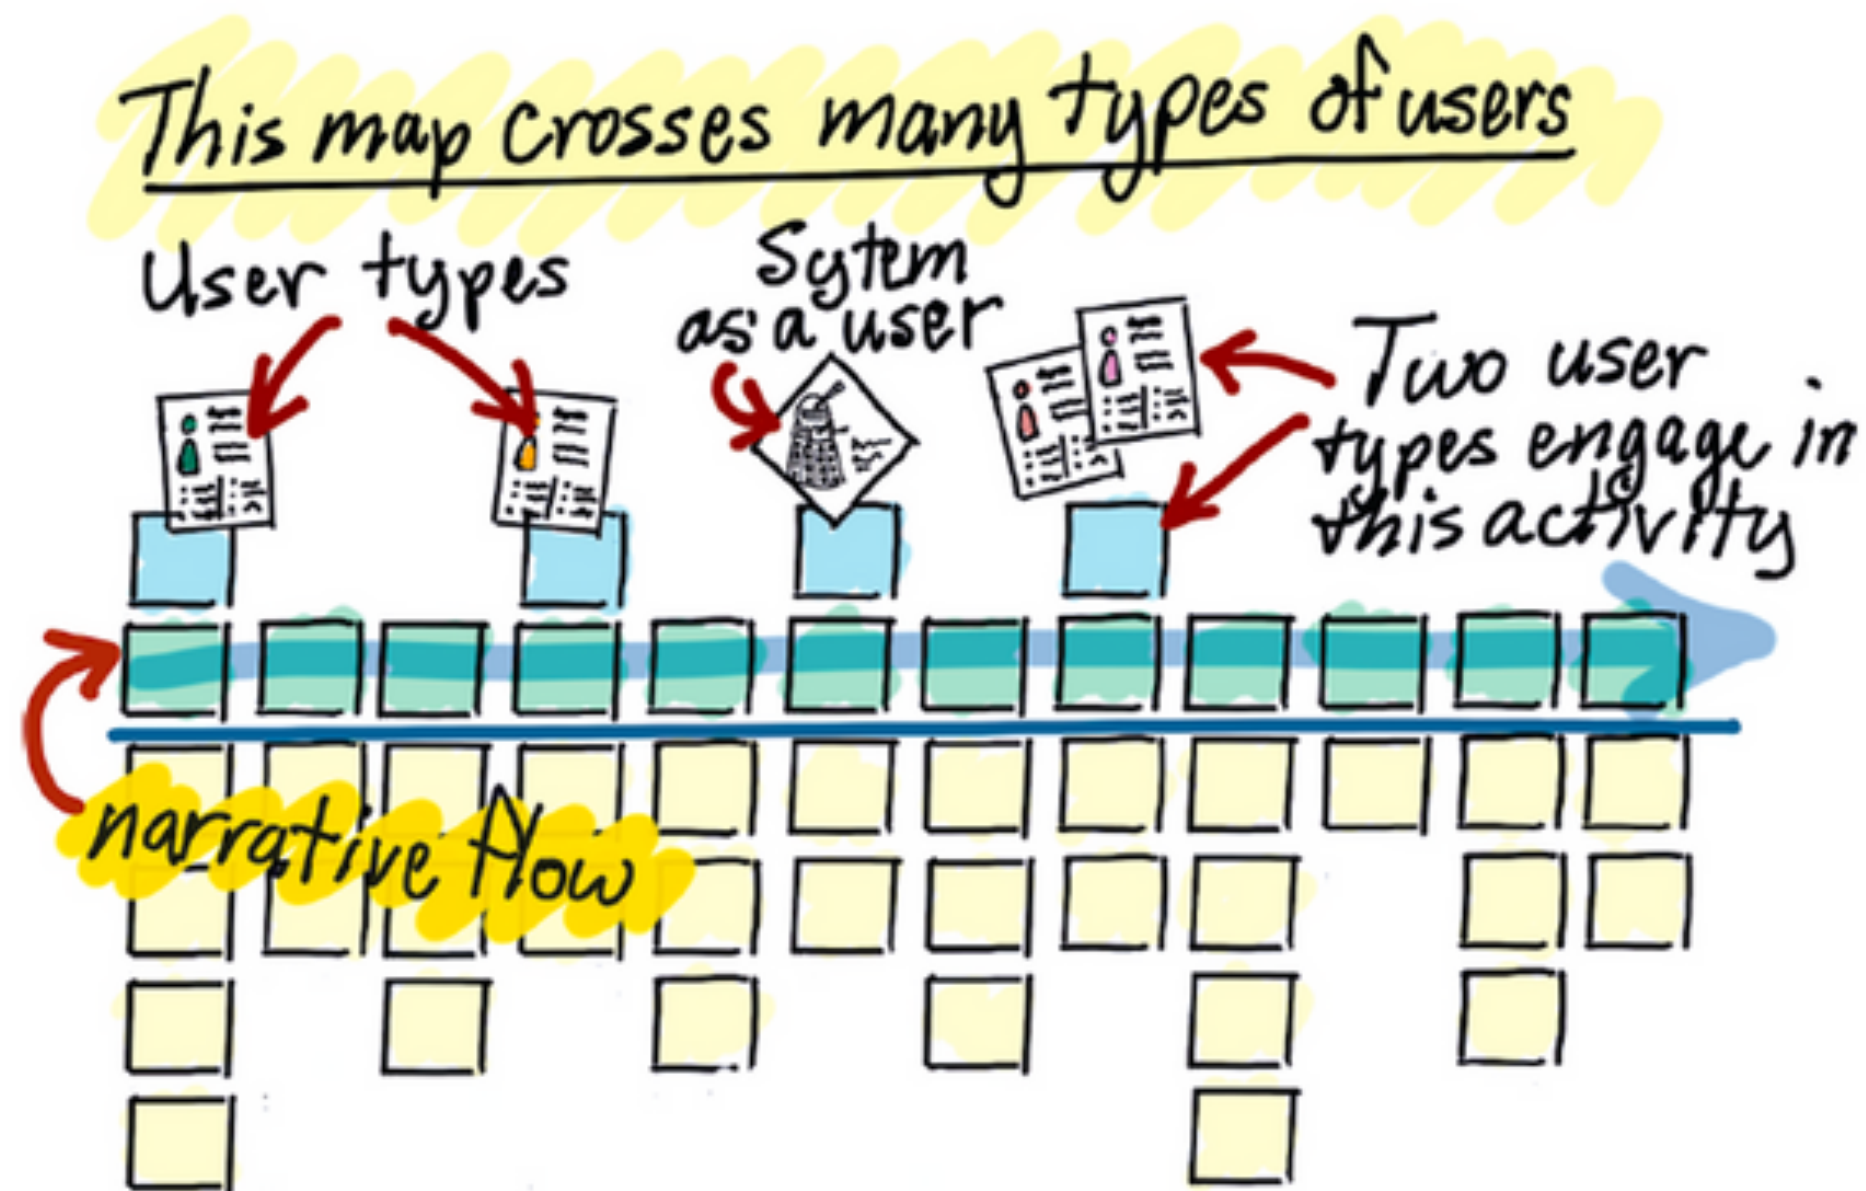 This map crosses many types of users
User types
Sytem
as a user
Two user
types engage in
this activity
narrative flow